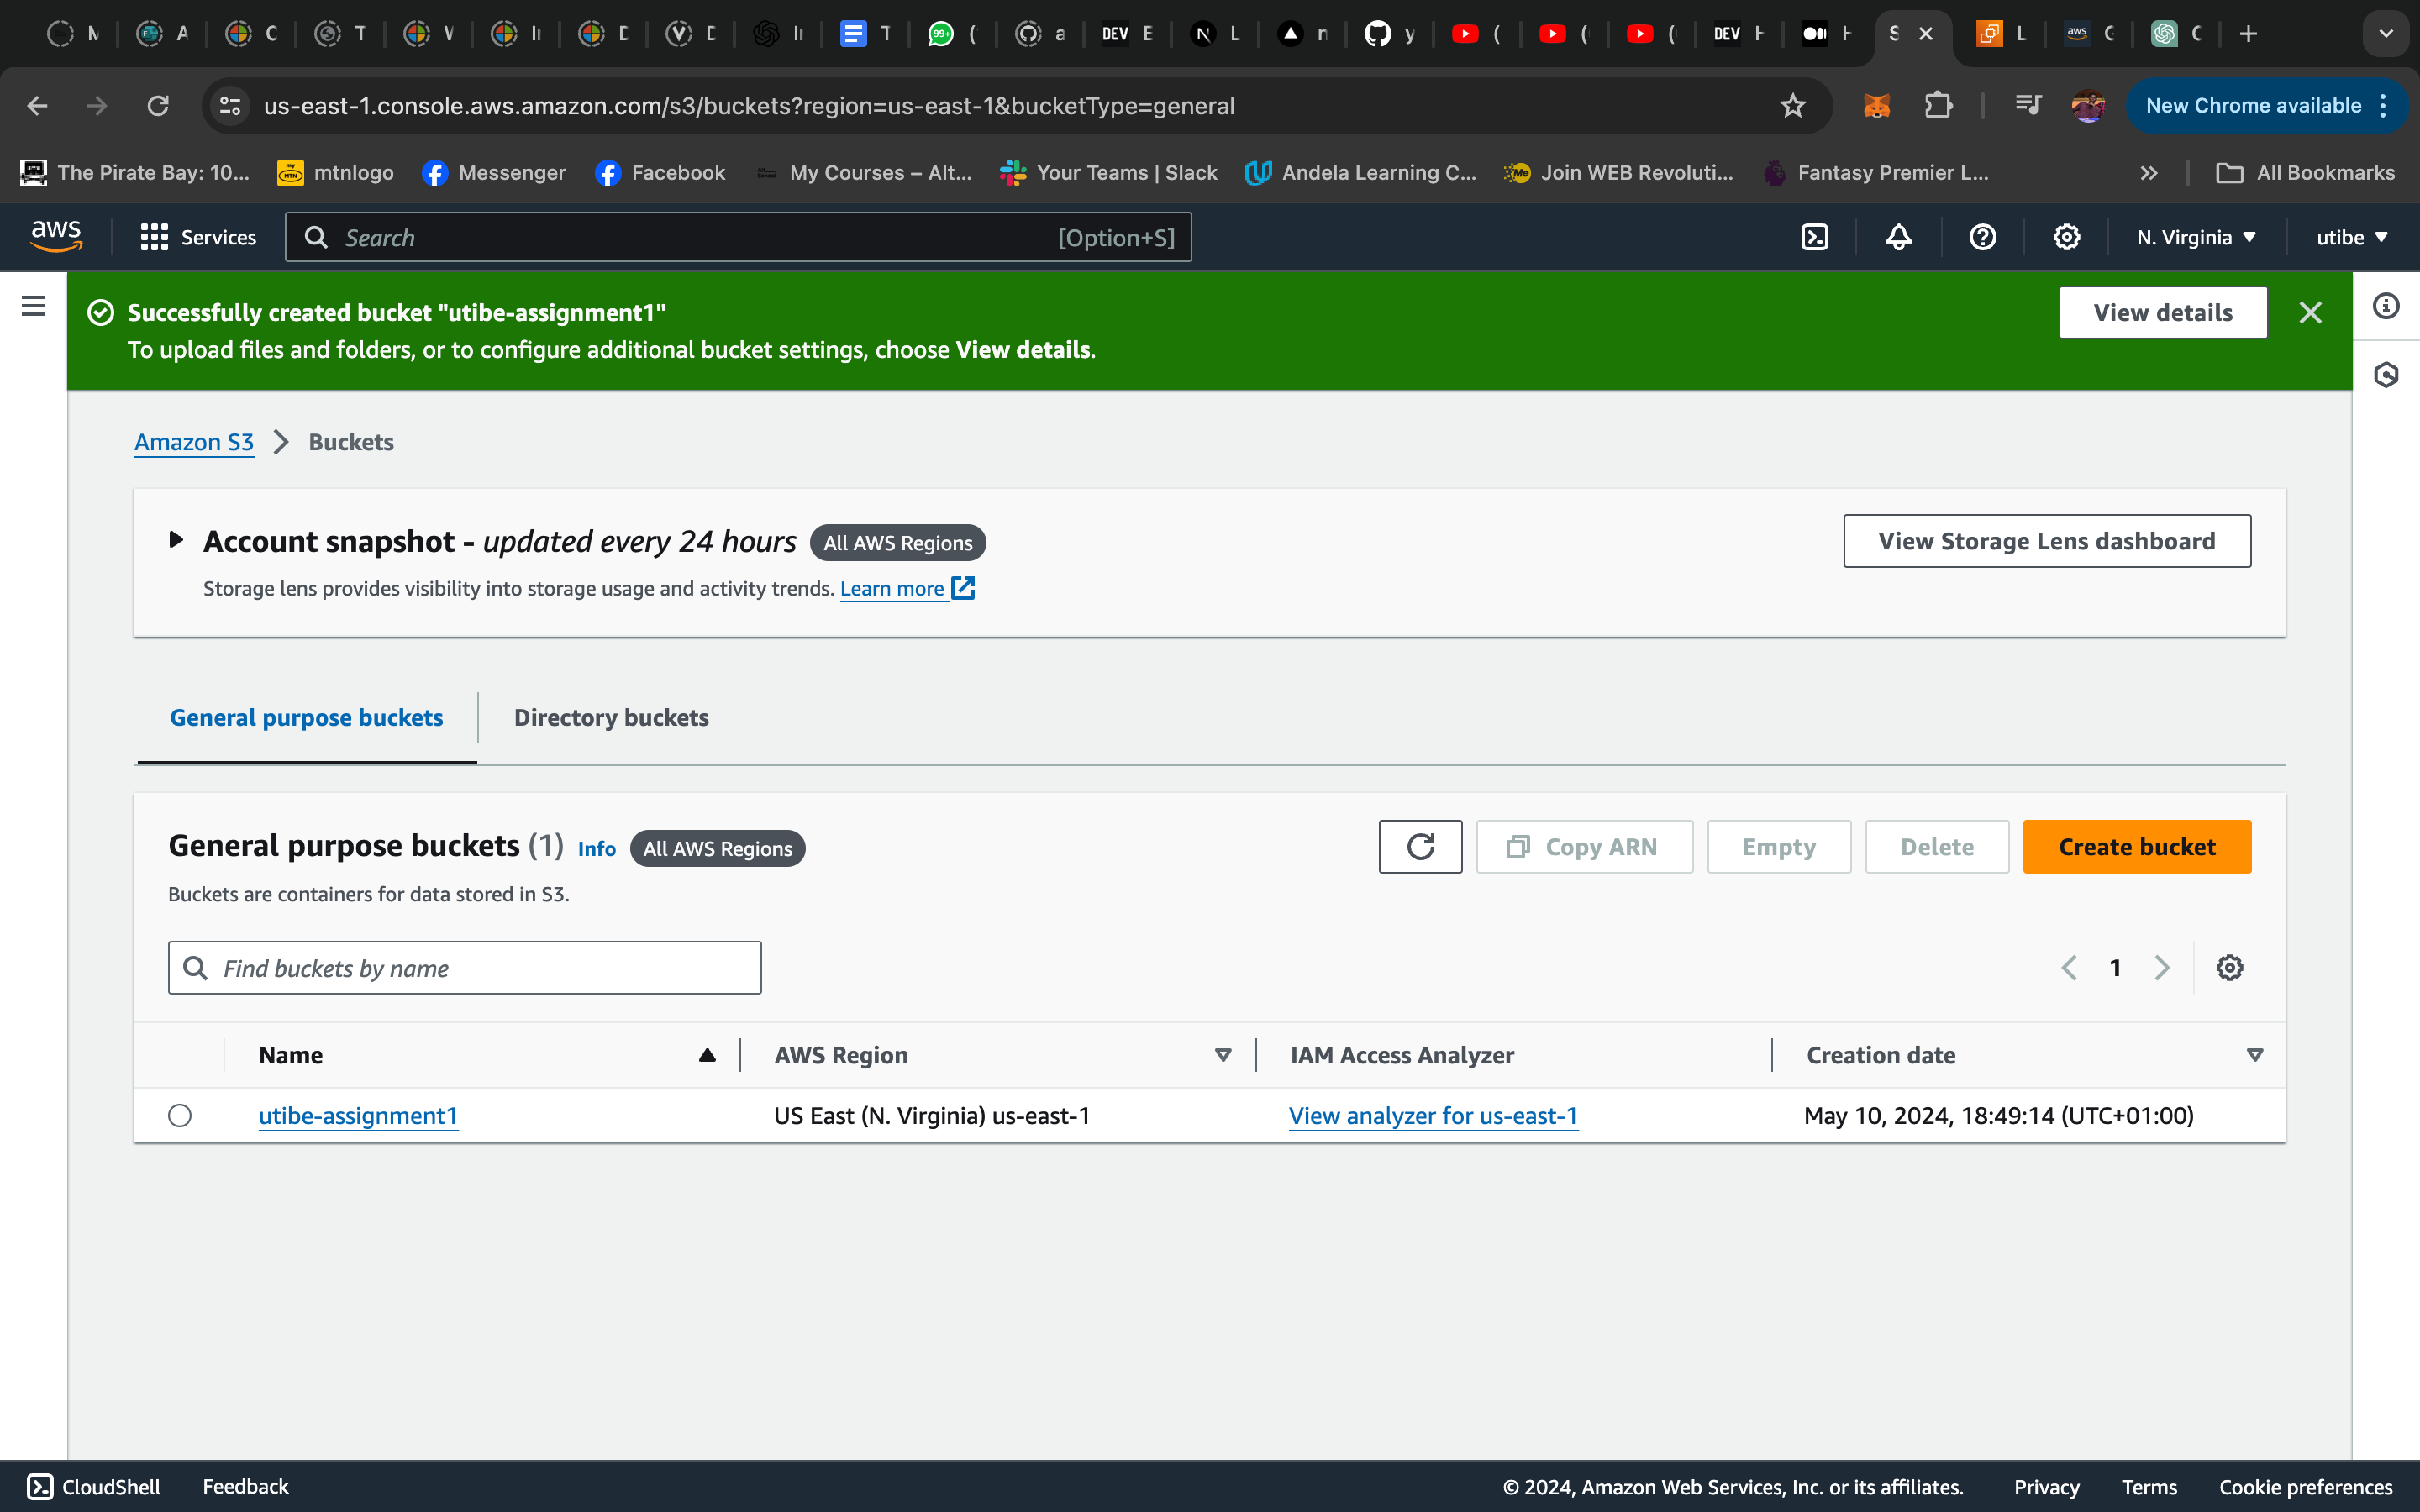 M A C T V I D D I T ( a DEV E L n y ( ( ( DEV H H S L aws G C
us-east-1.console.aws.amazon.com/s3/buckets?region=us-east-1&bucketType=general
New Chrome available
The Pirate Bay: 10... mtnlogo Messenger Facebook My Courses – Alt... Your Teams | Slack Andela Learning C... Join WEB Revoluti... Fantasy Premier L... All Bookmarks
aws Services Search [Option+S] N. Virginia utibe
Successfully created bucket "utibe-assignment1"
View details
To upload files and folders, or to configure additional bucket settings, choose View details.
Amazon S3 Buckets
Account snapshot - updated every 24 hours All AWS Regions
View Storage Lens dashboard
Storage lens provides visibility into storage usage and activity trends. Learn more
General purpose buckets Directory buckets
General purpose buckets (1) Info All AWS Regions
Copy ARN Empty Delete Create bucket
Buckets are containers for data stored in S3.
Find buckets by name
1
Name AWS Region IAM Access Analyzer Creation date
utibe-assignment1 US East (N. Virginia) us-east-1 View analyzer for us-east-1 May 10, 2024, 18:49:14 (UTC+01:00)
CloudShell Feedback © 2024, Amazon Web Services, Inc. or its affiliates. Privacy Terms Cookie preferences